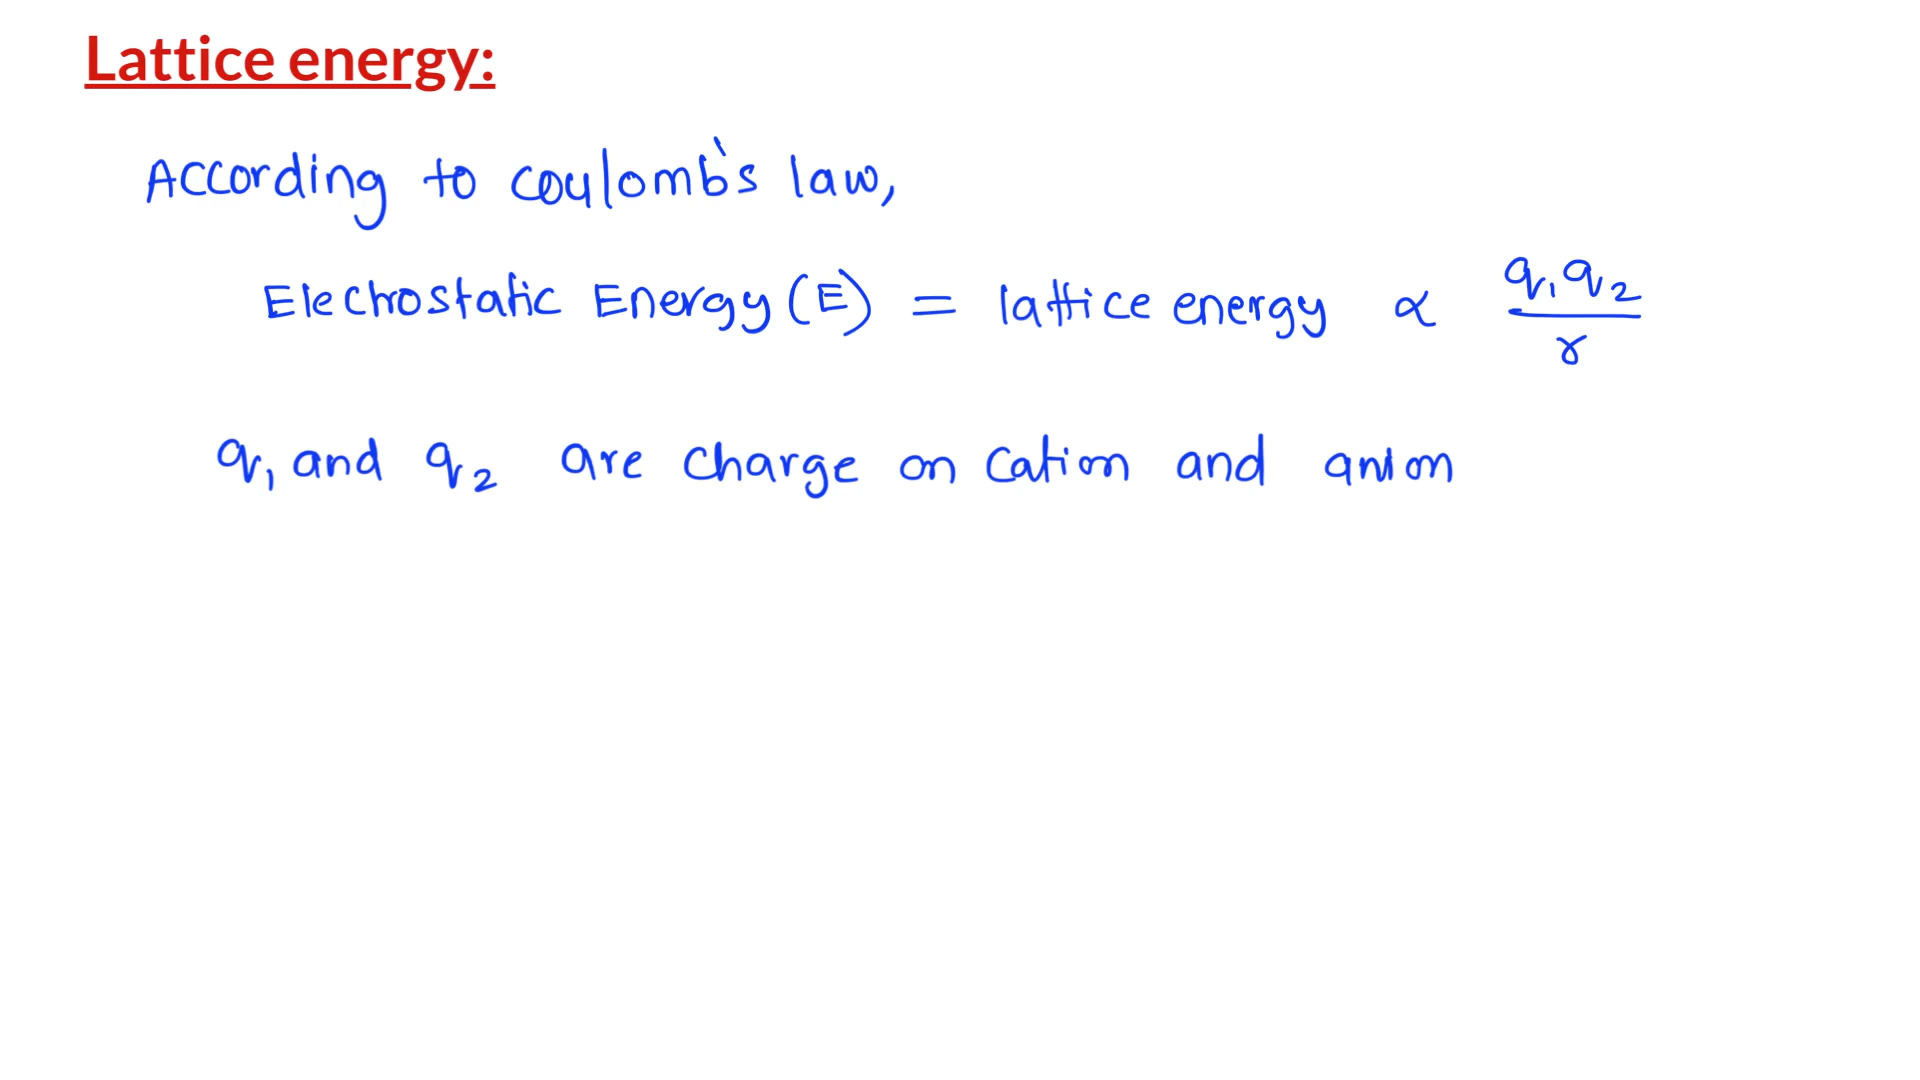 Lattice energy:
According to coulomb's law,
Electrostatic Energy (E) = lattice energy ∝ q₁q₂/r
q₁ and q₂ are charge on cation and anion